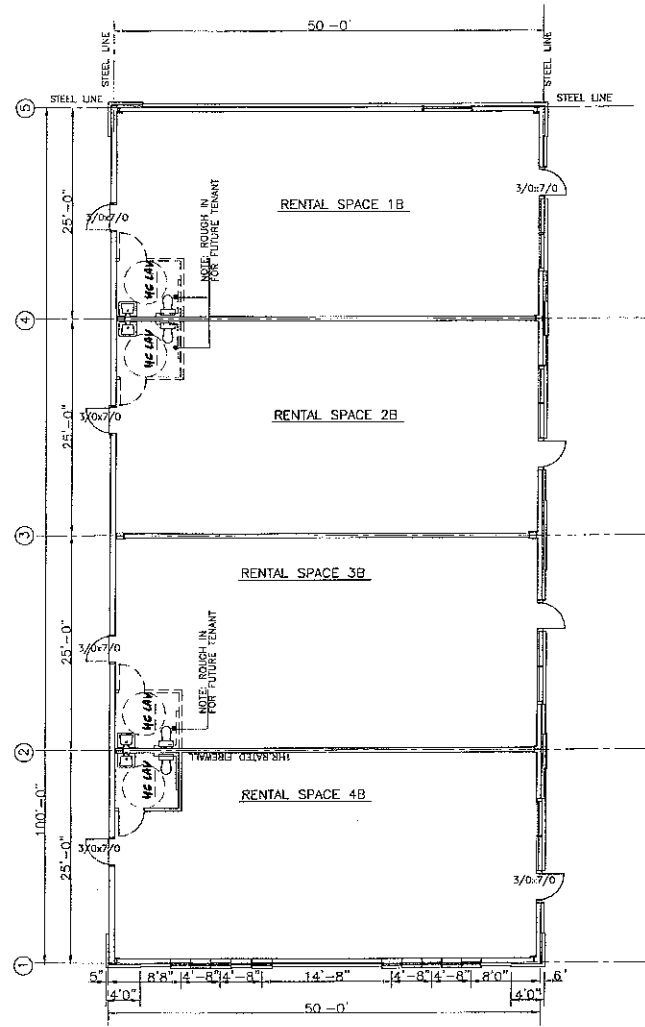 50'-0'
STEEL LINE
STEEL LINE
5
STEEL LINE
STEEL LINE
25'-0"
3/0x7/0
3/0x7/0
RENTAL SPACE 1B
NOTE: ROUGH IN
FOR FUTURE TENANT
HC LAV
4
HC LAV
25'-0"
3/0x7/0
RENTAL SPACE 2B
3
RENTAL SPACE 3B
25'-0"
3/0x7/0
NOTE: ROUGH IN
FOR FUTURE TENANT
HC LAV
2
1HR RATED FIREWALL
HC LAV
100'-0"
RENTAL SPACE 4B
25'-0"
3/0x7/0
3/0x7/0
1
5" 8'8" 4'-8" 4'-8" 14'-8" 4'-8" 4'-8" 8'0" 6'
4'0" 4'0"
50'-0'